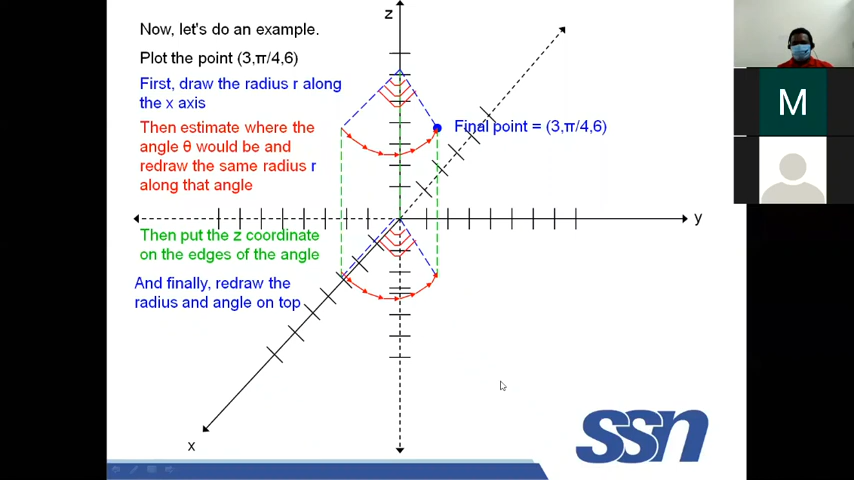 Now, let's do an example.
Plot the point (3,π/4,6)
First, draw the radius r along
the x axis
Then estimate where the
angle θ would be and
redraw the same radius r
along that angle
Then put the z coordinate
on the edges of the angle
And finally, redraw the
radius and angle on top
z
Final point = (3,π/4,6)
y
x
ssn
M